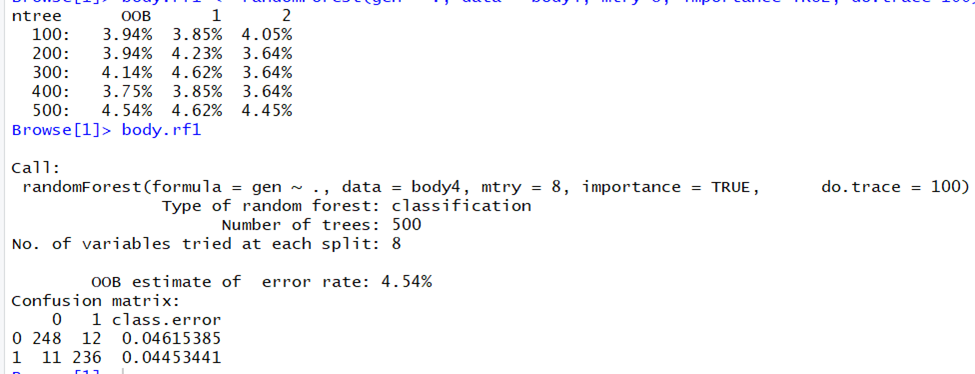 ntree      OOB      1      2
  100:   3.94%  3.85%  4.05%
  200:   3.94%  4.23%  3.64%
  300:   4.14%  4.62%  3.64%
  400:   3.75%  3.85%  3.64%
  500:   4.54%  4.62%  4.45%
Browse[1]> body.rf1
Call:
 randomForest(formula = gen ~ ., data = body4, mtry = 8, importance = TRUE,      do.trace = 100)
               Type of random forest: classification
                     Number of trees: 500
No. of variables tried at each split: 8
        OOB estimate of  error rate: 4.54%
Confusion matrix:
    0   1 class.error
0 248  12  0.04615385
1  11 236  0.04453441